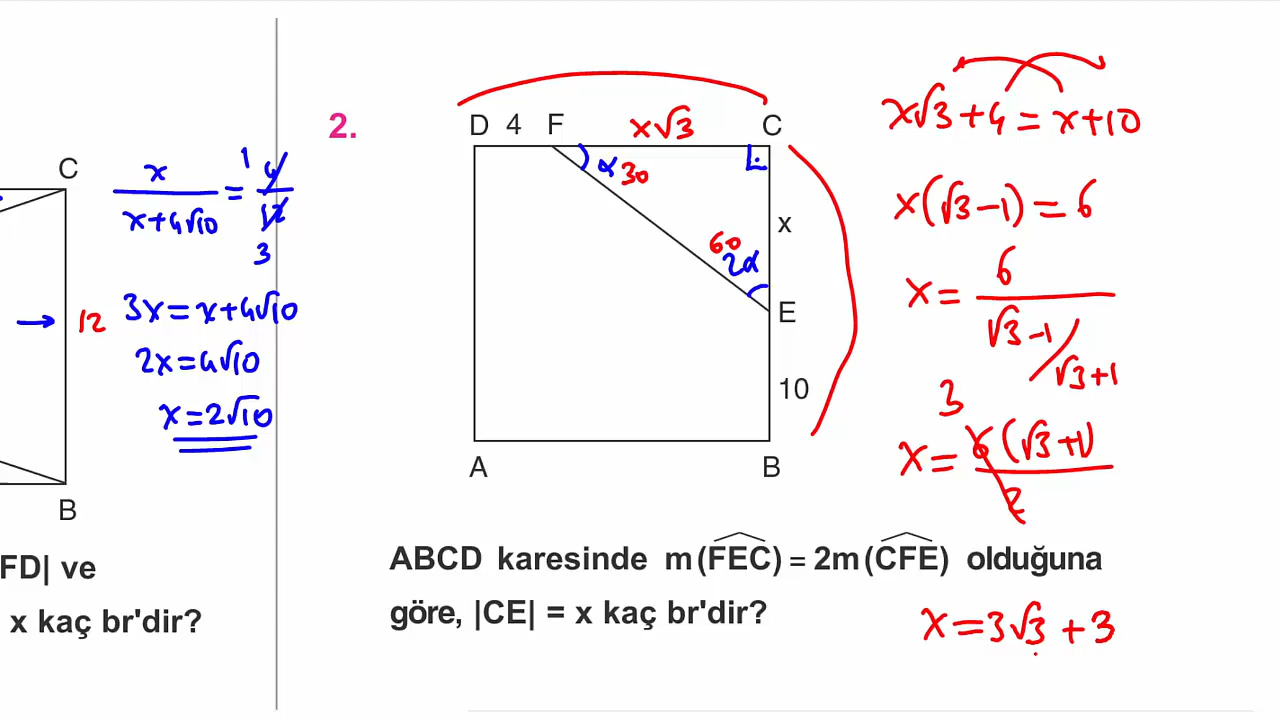 C
x / x+4√10 = 1 4 / 12 3
→ 12
3x = x+4√10
2x = 4√10
x = 2√10
B
FD| ve
x kaç br'dir?
2.
D 4 F x√3 C
α 30
x
60
2α
E
10
A B
ABCD karesinde m(FEC) = 2m(CFE) olduğuna
göre, |CE| = x kaç br'dir?
x√3 + 4 = x + 10
x(√3 − 1) = 6
x = 6 / √3 − 1 / √3 + 1
3
x = 6(√3 + 1) / 2
x = 3√3 + 3